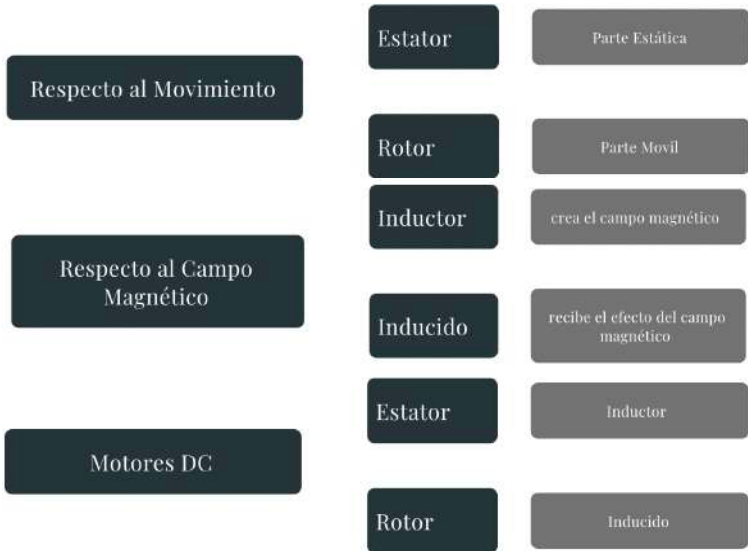 Respecto al Movimiento
Estator
Parte Estática
Rotor
Parte Movil
Respecto al Campo
Magnético
Inductor
crea el campo magnético
Inducido
recibe el efecto del campo
magnético
Motores DC
Estator
Inductor
Rotor
Inducido